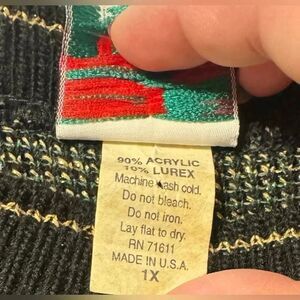 90% ACRYLIC
10% LUREX
Machine wash cold.
Do not bleach.
Do not iron.
Lay flat to dry.
RN 71611
MADE IN U.S.A.
1X